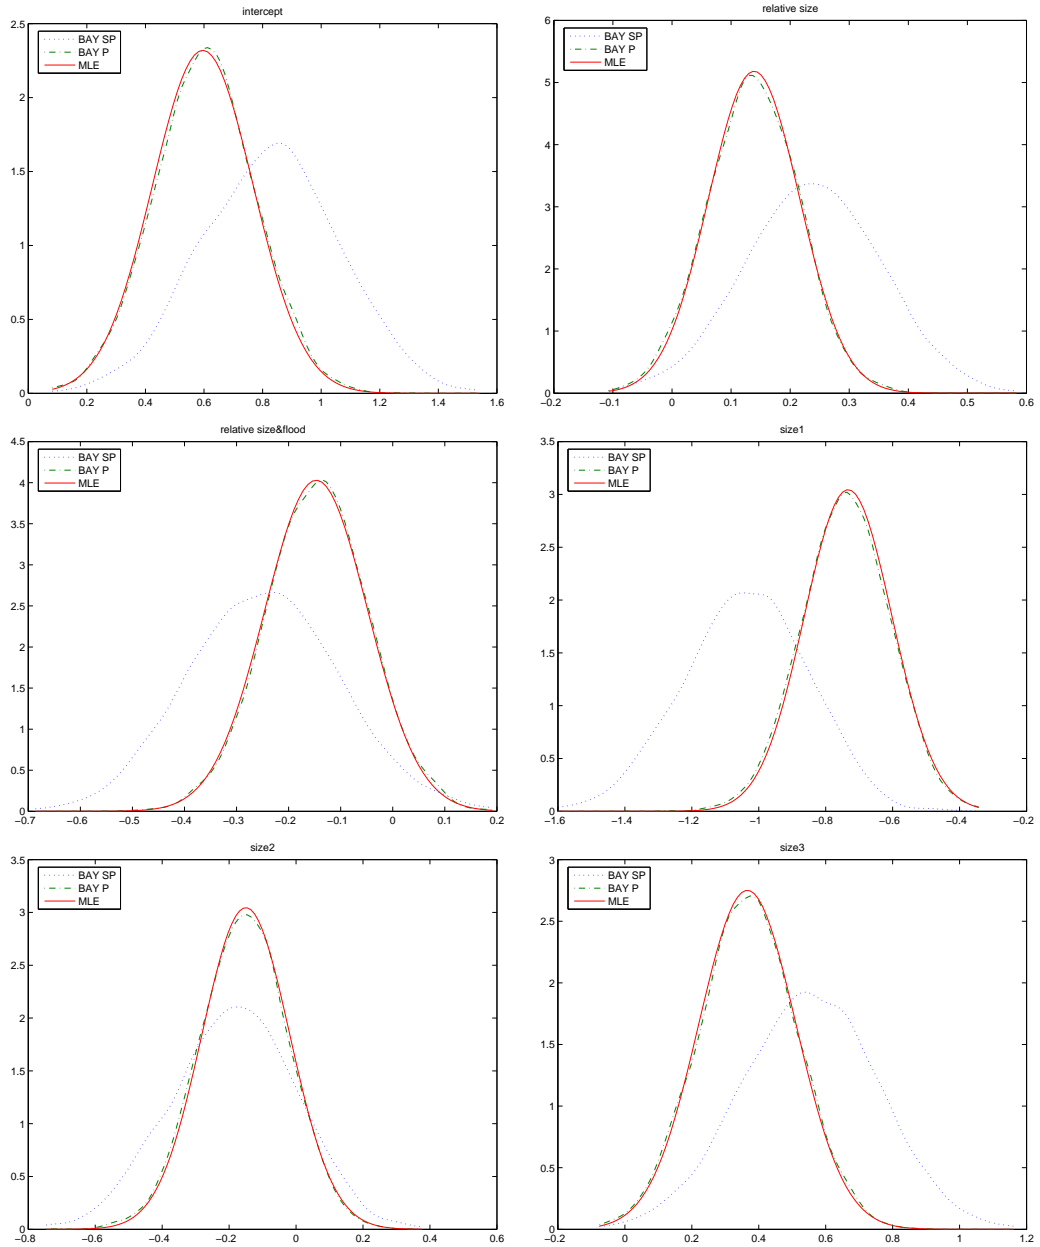 intercept
BAY SP
BAY P
MLE
2.5
2
1.5
1
0.5
0
0 0.2 0.4 0.6 0.8 1 1.2 1.4 1.6
relative size
BAY SP
BAY P
MLE
6
5
4
3
2
1
0
−0.2 −0.1 0 0.1 0.2 0.3 0.4 0.5 0.6
relative size&flood
BAY SP
BAY P
MLE
4.5
4
3.5
3
2.5
2
1.5
1
0.5
0
−0.7 −0.6 −0.5 −0.4 −0.3 −0.2 −0.1 0 0.1 0.2
size1
BAY SP
BAY P
MLE
3.5
3
2.5
2
1.5
1
0.5
0
−1.6 −1.4 −1.2 −1 −0.8 −0.6 −0.4 −0.2
size2
BAY SP
BAY P
MLE
3.5
3
2.5
2
1.5
1
0.5
0
−0.8 −0.6 −0.4 −0.2 0 0.2 0.4 0.6
size3
BAY SP
BAY P
MLE
3
2.5
2
1.5
1
0.5
0
0 0.2 0.4 0.6 0.8 1 1.2